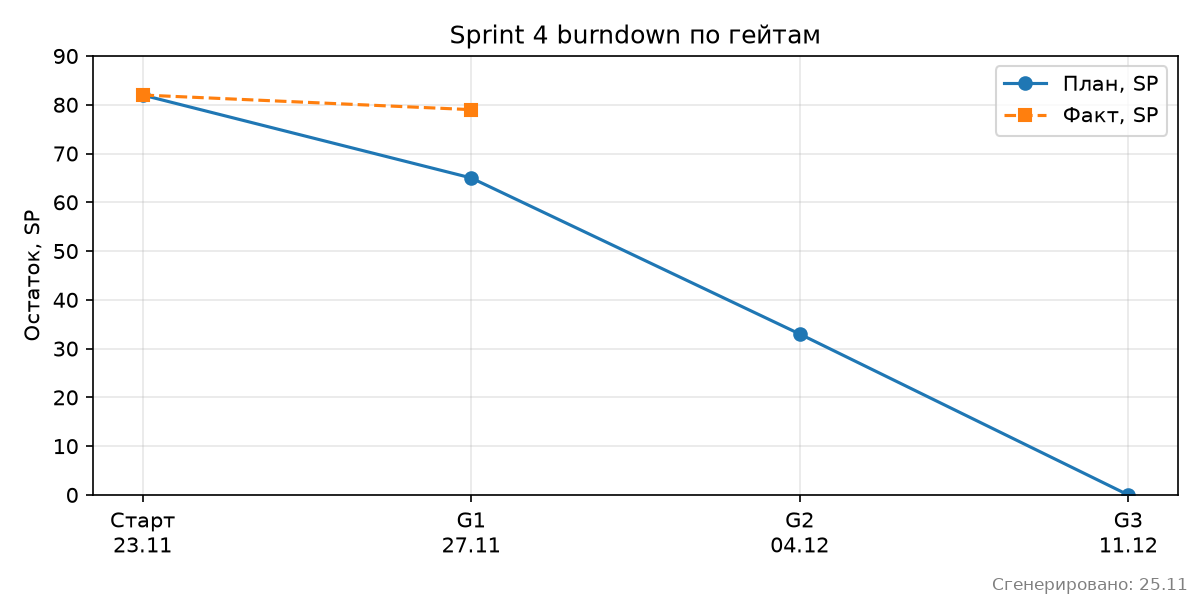 Sprint 4 burndown по гейтам
План, SP
Факт, SP
Остаток, SP
90
80
70
60
50
40
30
20
10
0
Старт
23.11
G1
27.11
G2
04.12
G3
11.12
Сгенерировано: 25.11